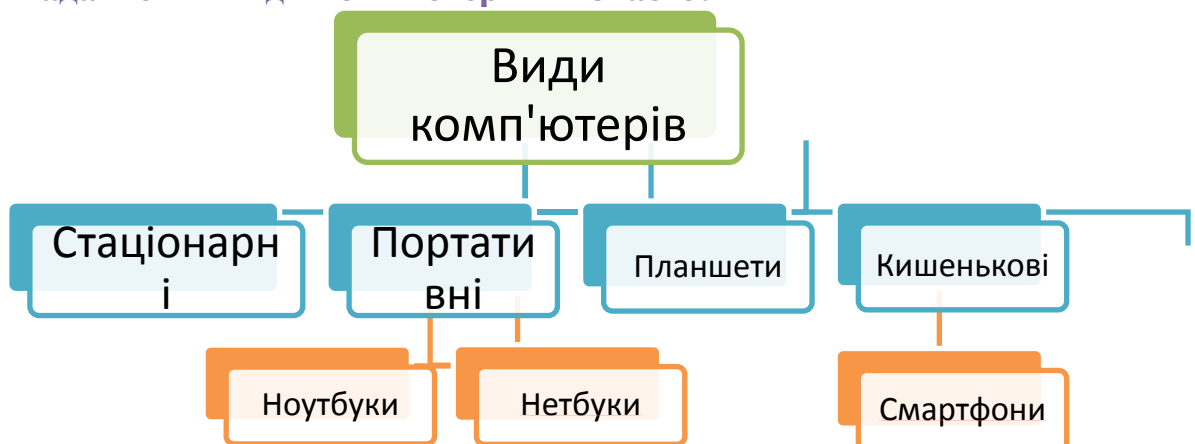 Види
комп'ютерів
Стаціонарн
і
Портати
вні
Планшети
Кишенькові
Ноутбуки
Нетбуки
Смартфони